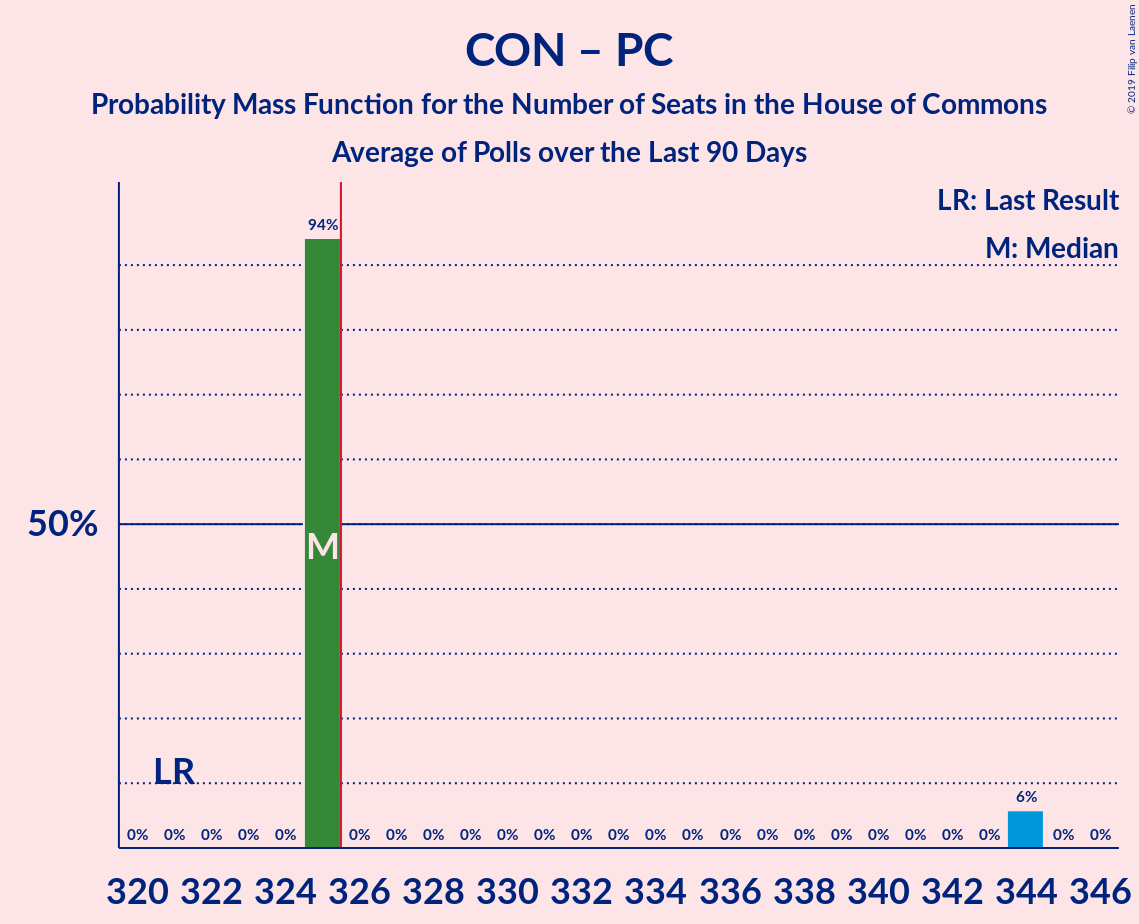 CON – PC
Probability Mass Function for the Number of Seats in the House of Commons
Average of Polls over the Last 90 Days
© 2019 Filip van Laenen
LR: Last Result
M: Median
94%
50%
M
LR
6%
0% 0% 0% 0% 0% 0% 0% 0% 0% 0% 0% 0% 0% 0% 0% 0% 0% 0% 0% 0% 0% 0% 0% 0% 0%
320 322 324 326 328 330 332 334 336 338 340 342 344 346